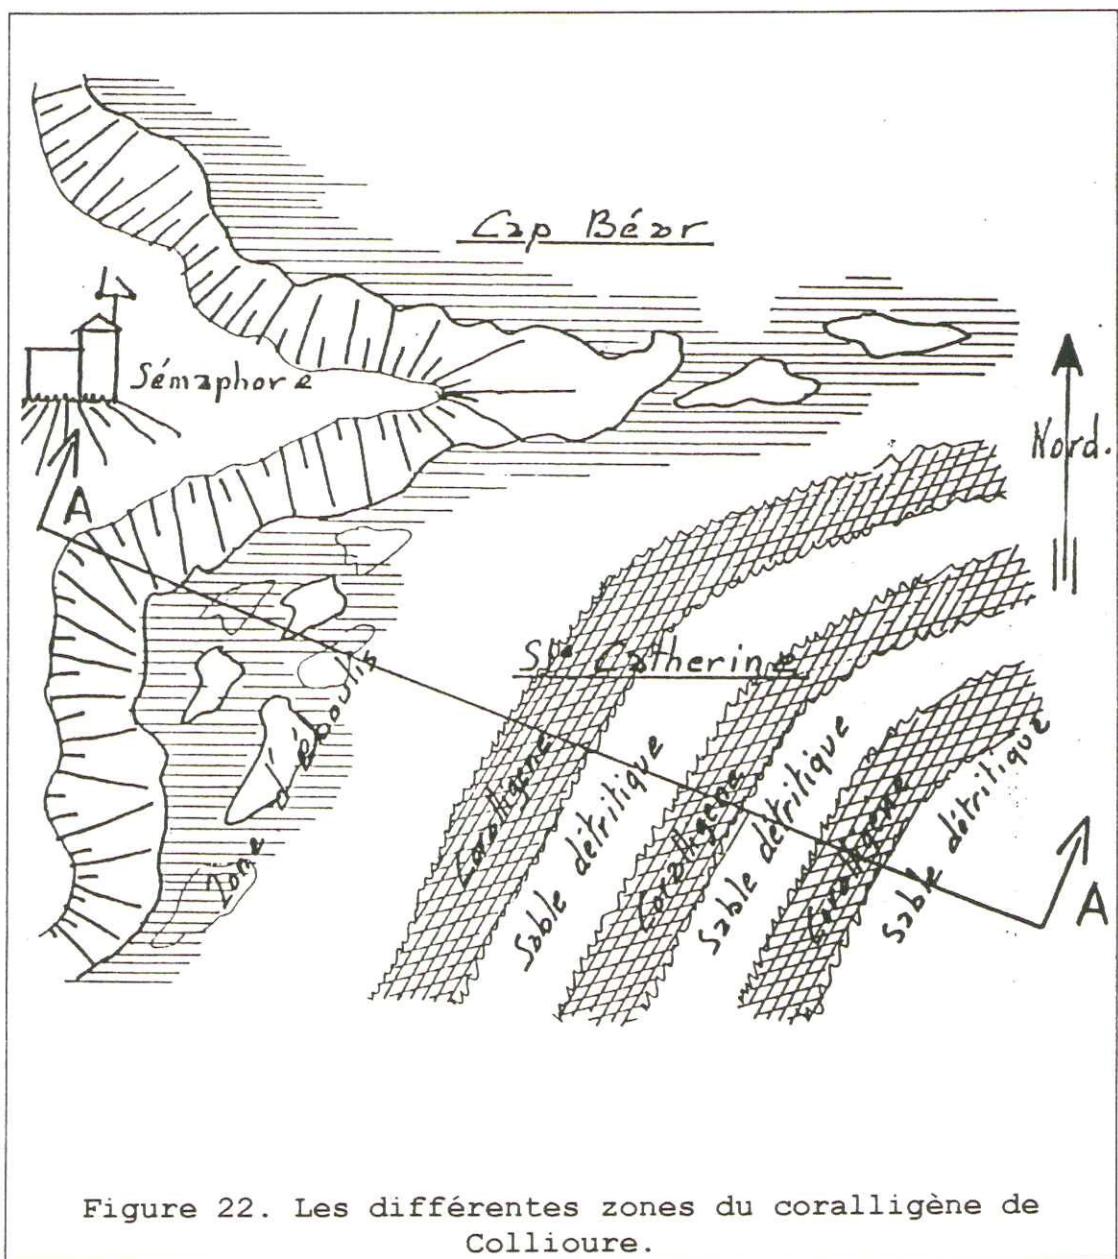 Cap Béar
Sémaphore
Nord.
A
Ste Catherine
Zone d'éboulis
Coralligène
Sable détritique
Coralligène
Sable détritique
Coralligène
Sable détritique
A
Figure 22. Les différentes zones du coralligène de
Collioure.